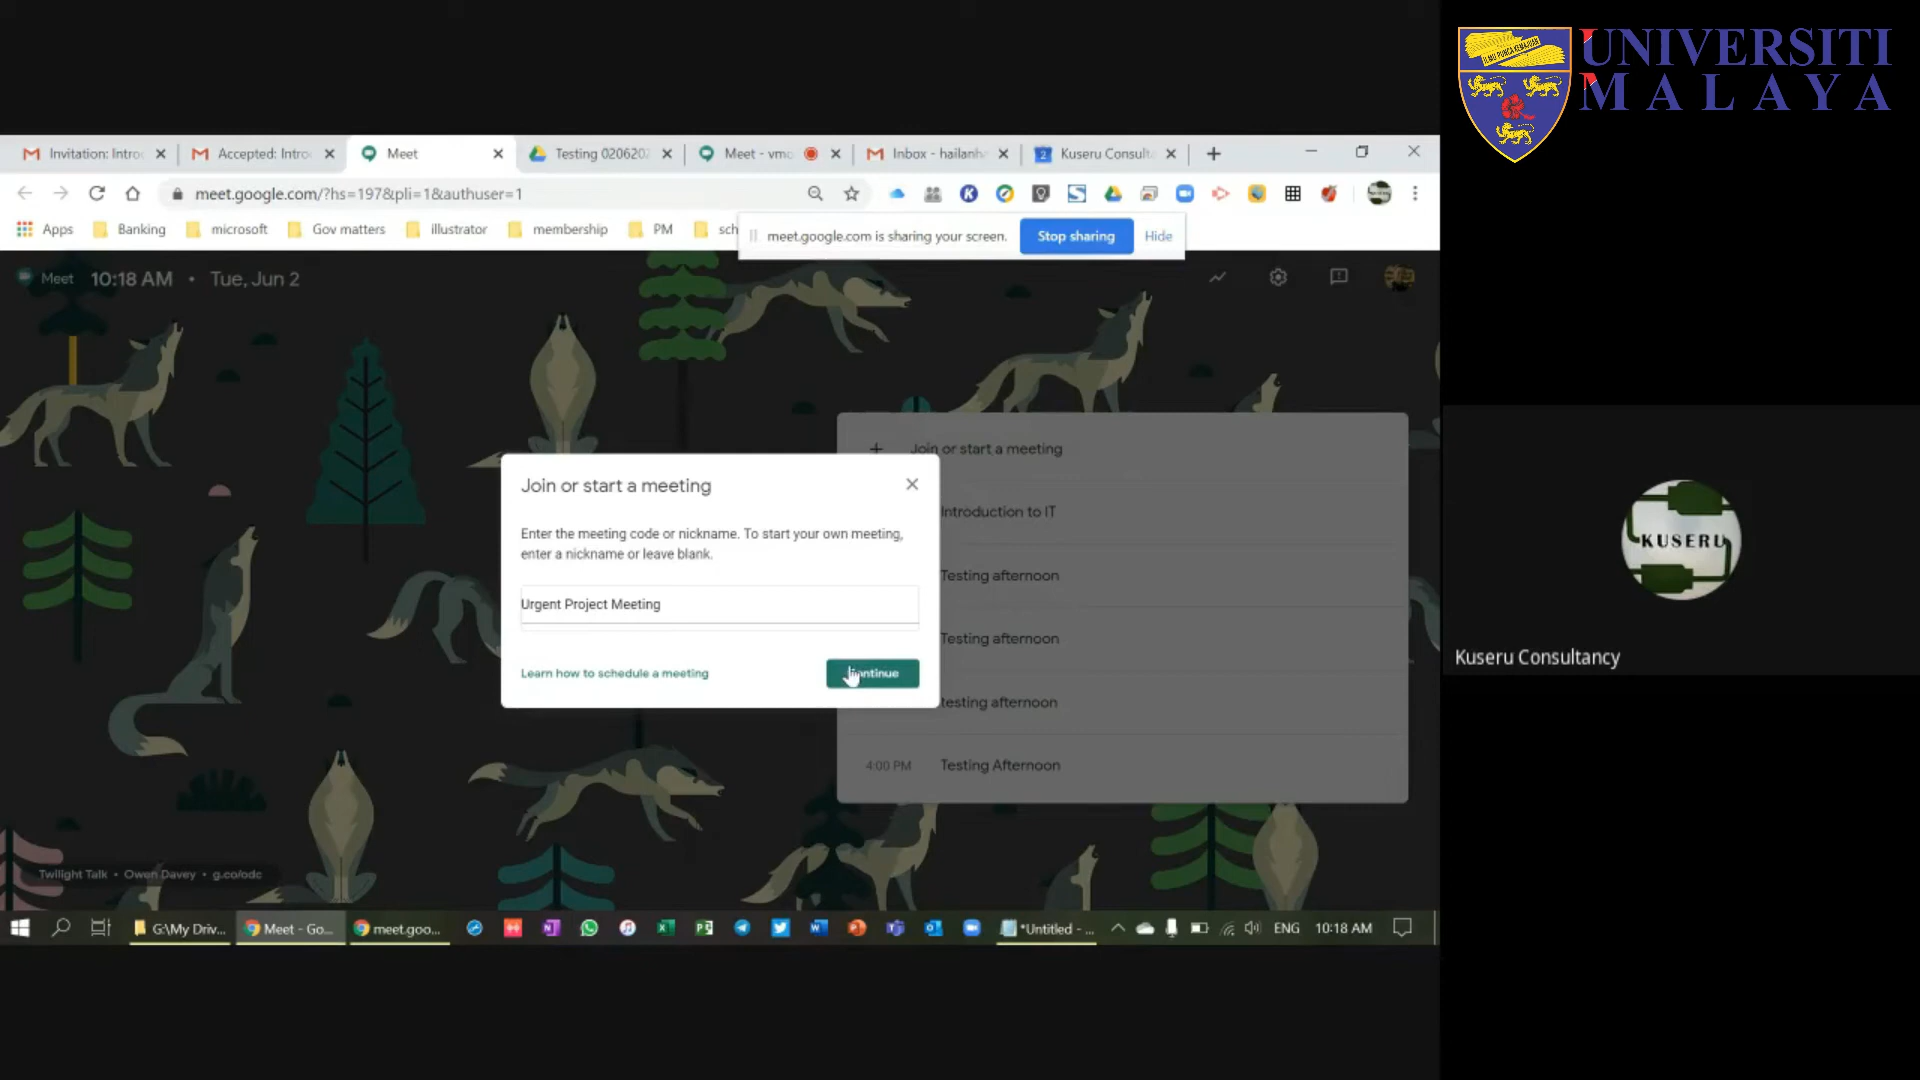 UNIVERSITI
MALAYA
ILMU PUNCA KEMAJUAN
Invitation: Intro
Accepted: Intro
Meet
Testing 020620
Meet - vmc
Inbox - hailanh
Kuseru Consult
meet.google.com/?hs=197&pli=1&authuser=1
Apps
Banking
microsoft
Gov matters
illustrator
membership
PM
sch
meet.google.com is sharing your screen.
Stop sharing
Hide
Meet
10:18 AM • Tue, Jun 2
Join or start a meeting
Introduction to IT
Testing afternoon
Testing afternoon
testing afternoon
4:00 PM Testing Afternoon
Join or start a meeting
Enter the meeting code or nickname. To start your own meeting,
enter a nickname or leave blank.
Urgent Project Meeting
Learn how to schedule a meeting
Continue
KUSERU
Kuseru Consultancy
Twilight Talk • Owen Davey • g.co/odc
G:\My Driv...
Meet - Go...
meet.goo...
*Untitled - ...
ENG
10:18 AM